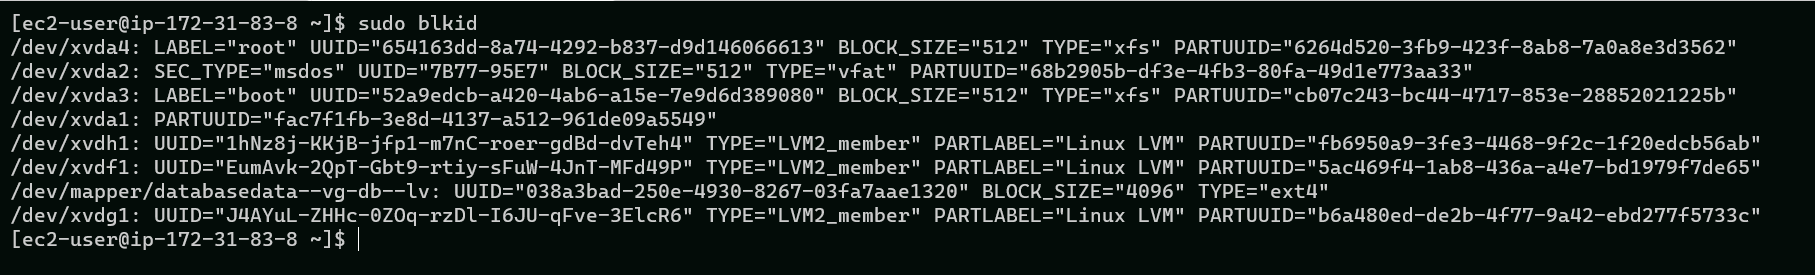 [ec2-user@ip-172-31-83-8 ~]$ sudo blkid
/dev/xvda4: LABEL="root" UUID="654163dd-8a74-4292-b837-d9d146066613" BLOCK_SIZE="512" TYPE="xfs" PARTUUID="6264d520-3fb9-423f-8ab8-7a0a8e3d3562"
/dev/xvda2: SEC_TYPE="msdos" UUID="7B77-95E7" BLOCK_SIZE="512" TYPE="vfat" PARTUUID="68b2905b-df3e-4fb3-80fa-49d1e773aa33"
/dev/xvda3: LABEL="boot" UUID="52a9edcb-a420-4ab6-a15e-7e9d6d389080" BLOCK_SIZE="512" TYPE="xfs" PARTUUID="cb07c243-bc44-4717-853e-28852021225b"
/dev/xvda1: PARTUUID="fac7f1fb-3e8d-4137-a512-961de09a5549"
/dev/xvdh1: UUID="1hNz8j-KKjB-jfp1-m7nC-roer-gdBd-dvTeh4" TYPE="LVM2_member" PARTLABEL="Linux LVM" PARTUUID="fb6950a9-3fe3-4468-9f2c-1f20edcb56ab"
/dev/xvdf1: UUID="EumAvk-2QpT-Gbt9-rtiy-sFuW-4JnT-MFd49P" TYPE="LVM2_member" PARTLABEL="Linux LVM" PARTUUID="5ac469f4-1ab8-436a-a4e7-bd1979f7de65"
/dev/mapper/databasedata--vg-db--lv: UUID="038a3bad-250e-4930-8267-03fa7aae1320" BLOCK_SIZE="4096" TYPE="ext4"
/dev/xvdg1: UUID="J4AYuL-ZHHc-0ZOq-rzDl-I6JU-qFve-3ElcR6" TYPE="LVM2_member" PARTLABEL="Linux LVM" PARTUUID="b6a480ed-de2b-4f77-9a42-ebd277f5733c"
[ec2-user@ip-172-31-83-8 ~]$